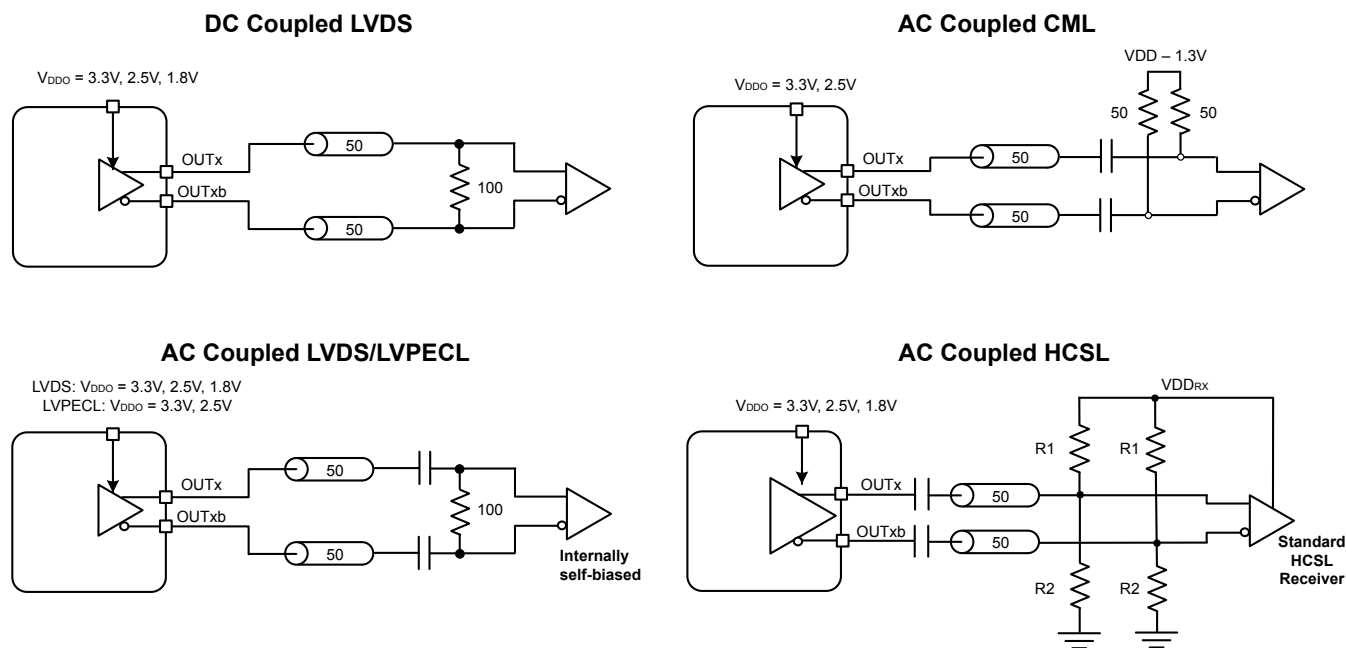 DC Coupled LVDS
VDDO = 3.3V, 2.5V, 1.8V
OUTx
OUTxb
50
50
100
AC Coupled CML
VDD – 1.3V
VDDO = 3.3V, 2.5V
50
50
OUTx
OUTxb
50
50
AC Coupled LVDS/LVPECL
LVDS: VDDO = 3.3V, 2.5V, 1.8V
LVPECL: VDDO = 3.3V, 2.5V
OUTx
OUTxb
50
50
100
Internally
self-biased
AC Coupled HCSL
VDDRX
VDDO = 3.3V, 2.5V, 1.8V
R1
R1
OUTx
OUTxb
50
50
R2
R2
Standard
HCSL
Receiver